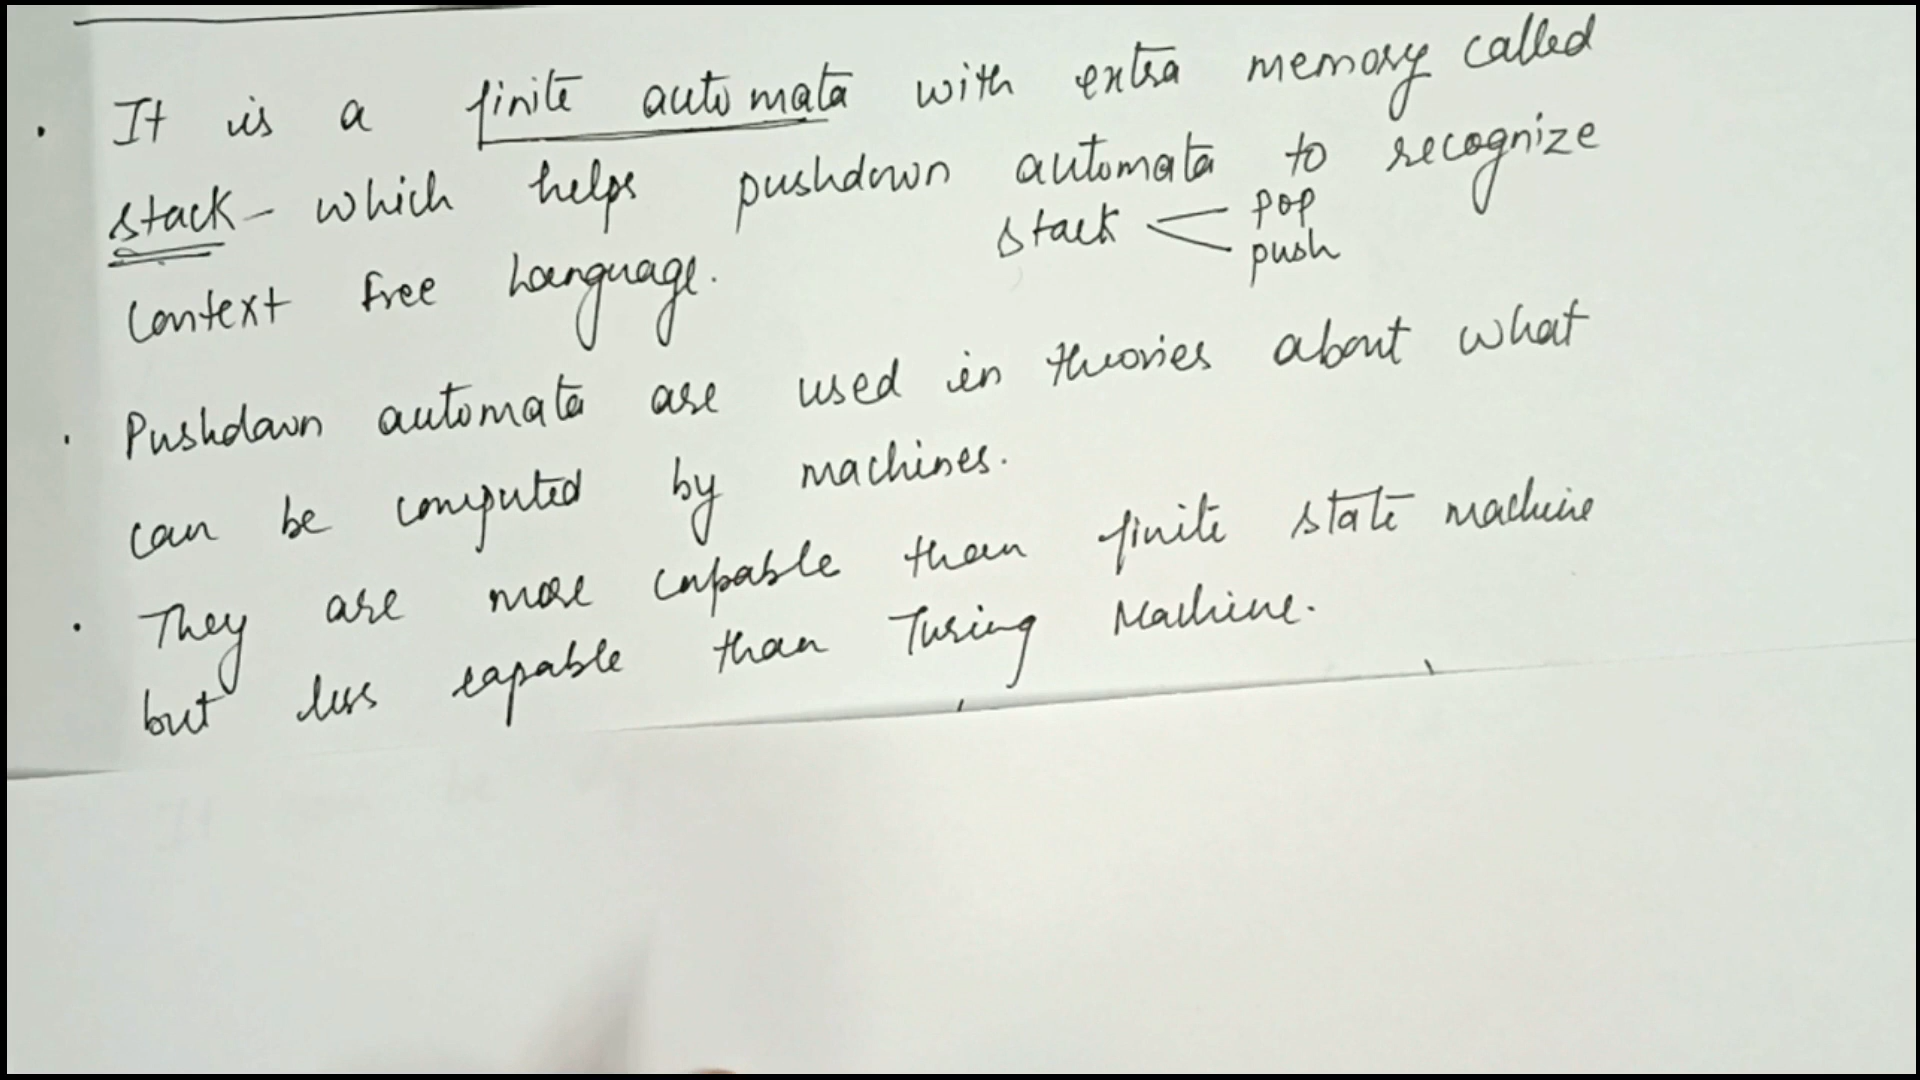 . It is a finite automata with extra memory called
stack - which helps pushdown automata to recognize
stack < pop
push
Context free Language.
. Pushdown automata are used in theories about what
can be computed by machines.
. They are more capable than finite state machine
but less capable than Turing Machine.